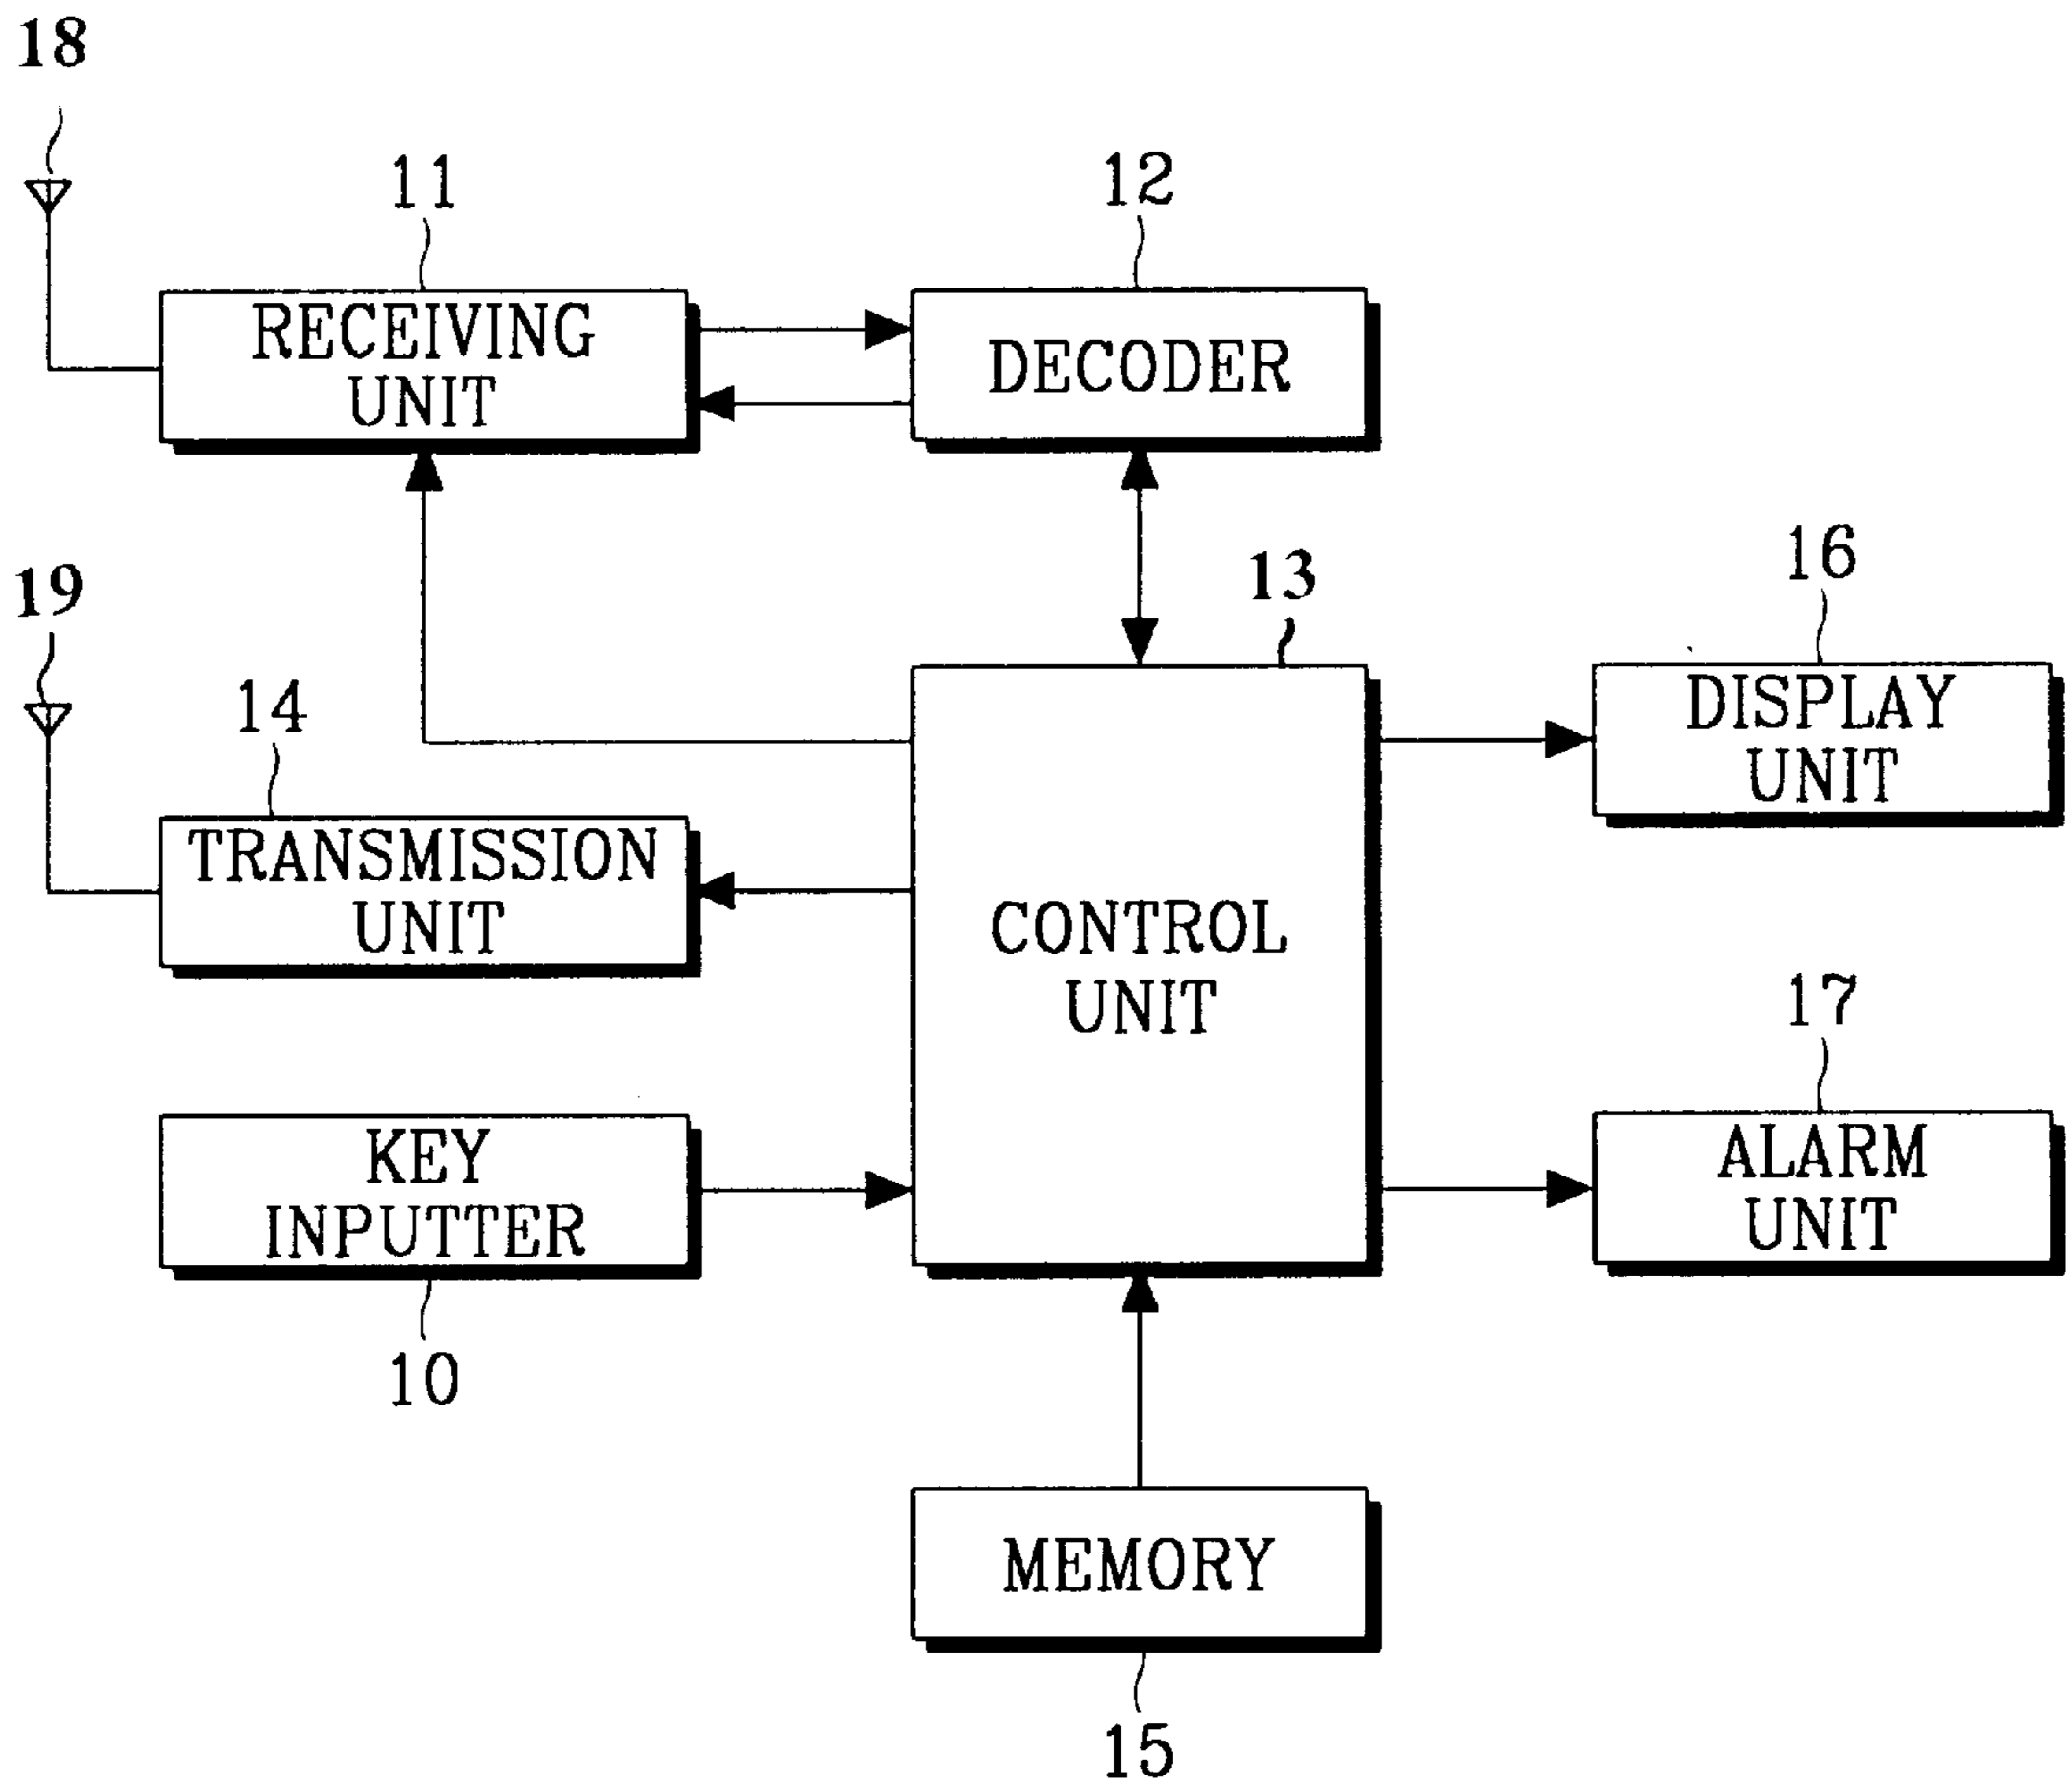 18
11
12
RECEIVING
UNIT
DECODER
16
13
19
14
DISPLAY
UNIT
TRANSMISSION
UNIT
CONTROL
UNIT
17
KEY
INPUTTER
ALARM
UNIT
10
MEMORY
15